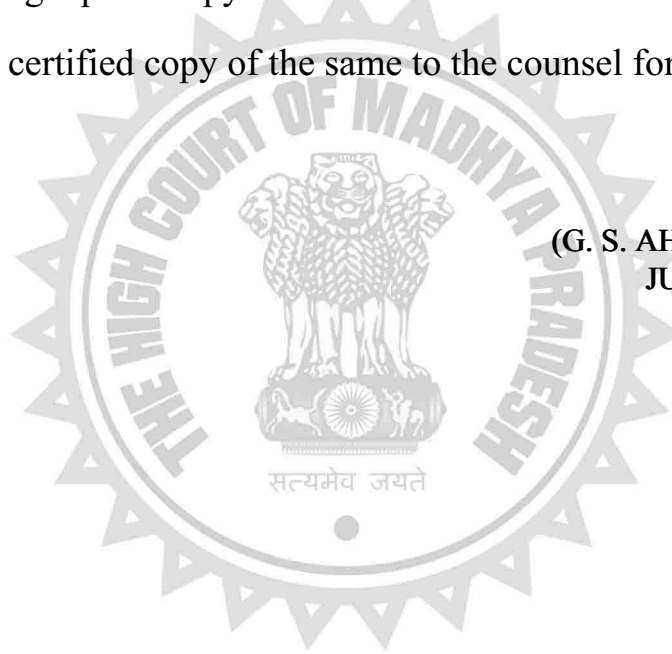 certified copy of the same to the counsel for
(G. S. AH
JU
THE HIGH COURT OF MADHYA PRADESH
सत्यमेव जयते